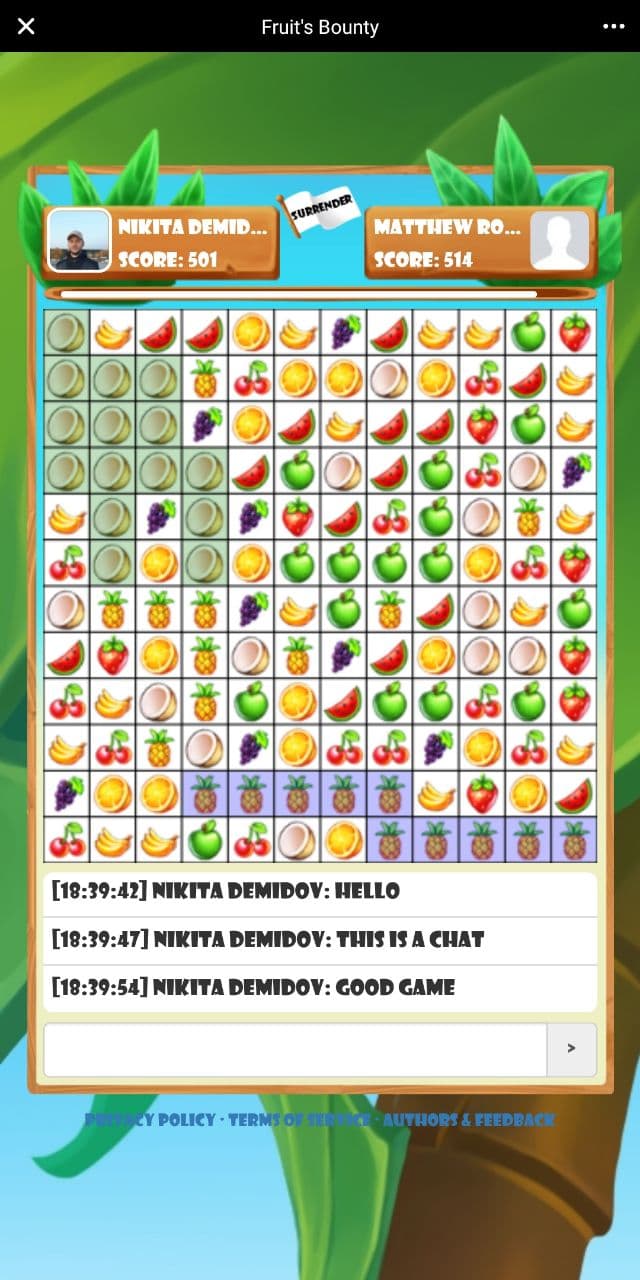 Fruit's Bounty
SURRENDER
NIKITA DEMID...
SCORE: 501
MATTHEW RO...
SCORE: 514
[18:39:42] NIKITA DEMIDOV: HELLO
[18:39:47] NIKITA DEMIDOV: THIS IS A CHAT
[18:39:54] NIKITA DEMIDOV: GOOD GAME
>
PRIVACY POLICY · TERMS OF SERVICE · AUTHORS & FEEDBACK